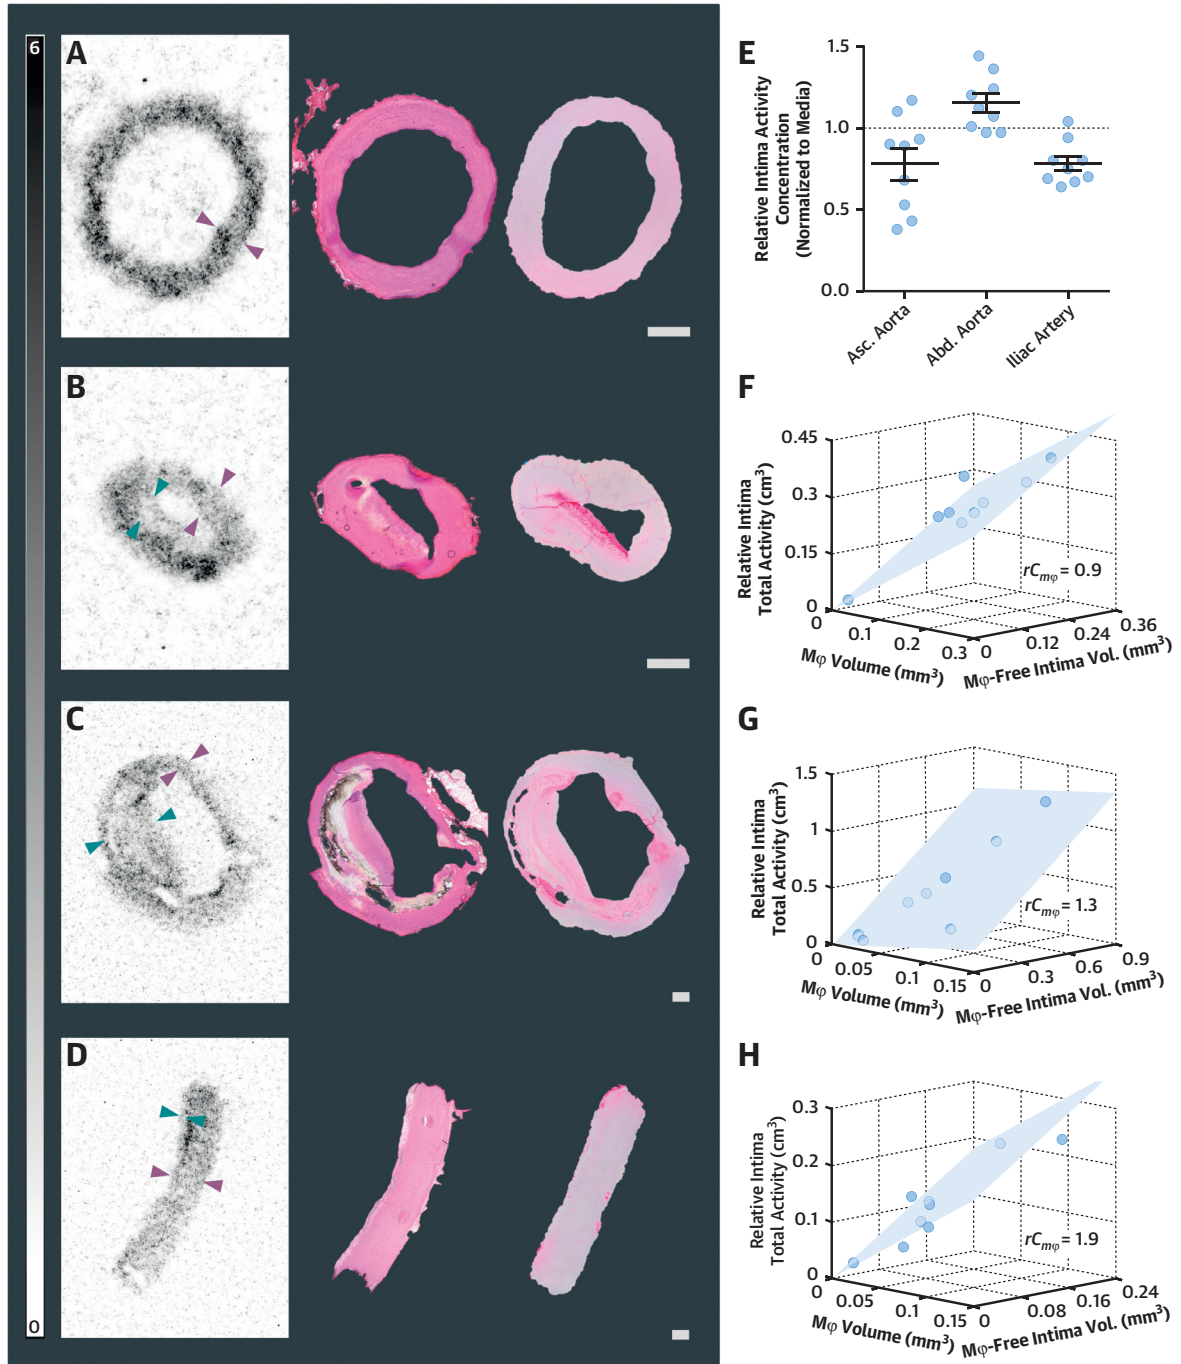 6
0
A
B
C
D
E
Relative Intima Activity
Concentration
(Normalized to Media)
1.5
1.0
0.5
0.0
Asc. Aorta
Abd. Aorta
Iliac Artery
F
Relative Intima
Total Activity (cm³)
0.45
0.3
0.15
0
0
0.1
0.2
0.3
0
0.12
0.24
0.36
Mφ Volume (mm³)
Mφ-Free Intima Vol. (mm³)
rCmφ = 0.9
G
Relative Intima
Total Activity (cm³)
1.5
1
0.5
0
0
0.05
0.1
0.15
0
0.3
0.6
0.9
Mφ Volume (mm³)
Mφ-Free Intima Vol. (mm³)
rCmφ = 1.3
H
Relative Intima
Total Activity (cm³)
0.3
0.2
0.1
0
0
0.05
0.1
0.15
0
0.08
0.16
0.24
Mφ Volume (mm³)
Mφ-Free Intima Vol. (mm³)
rCmφ = 1.9